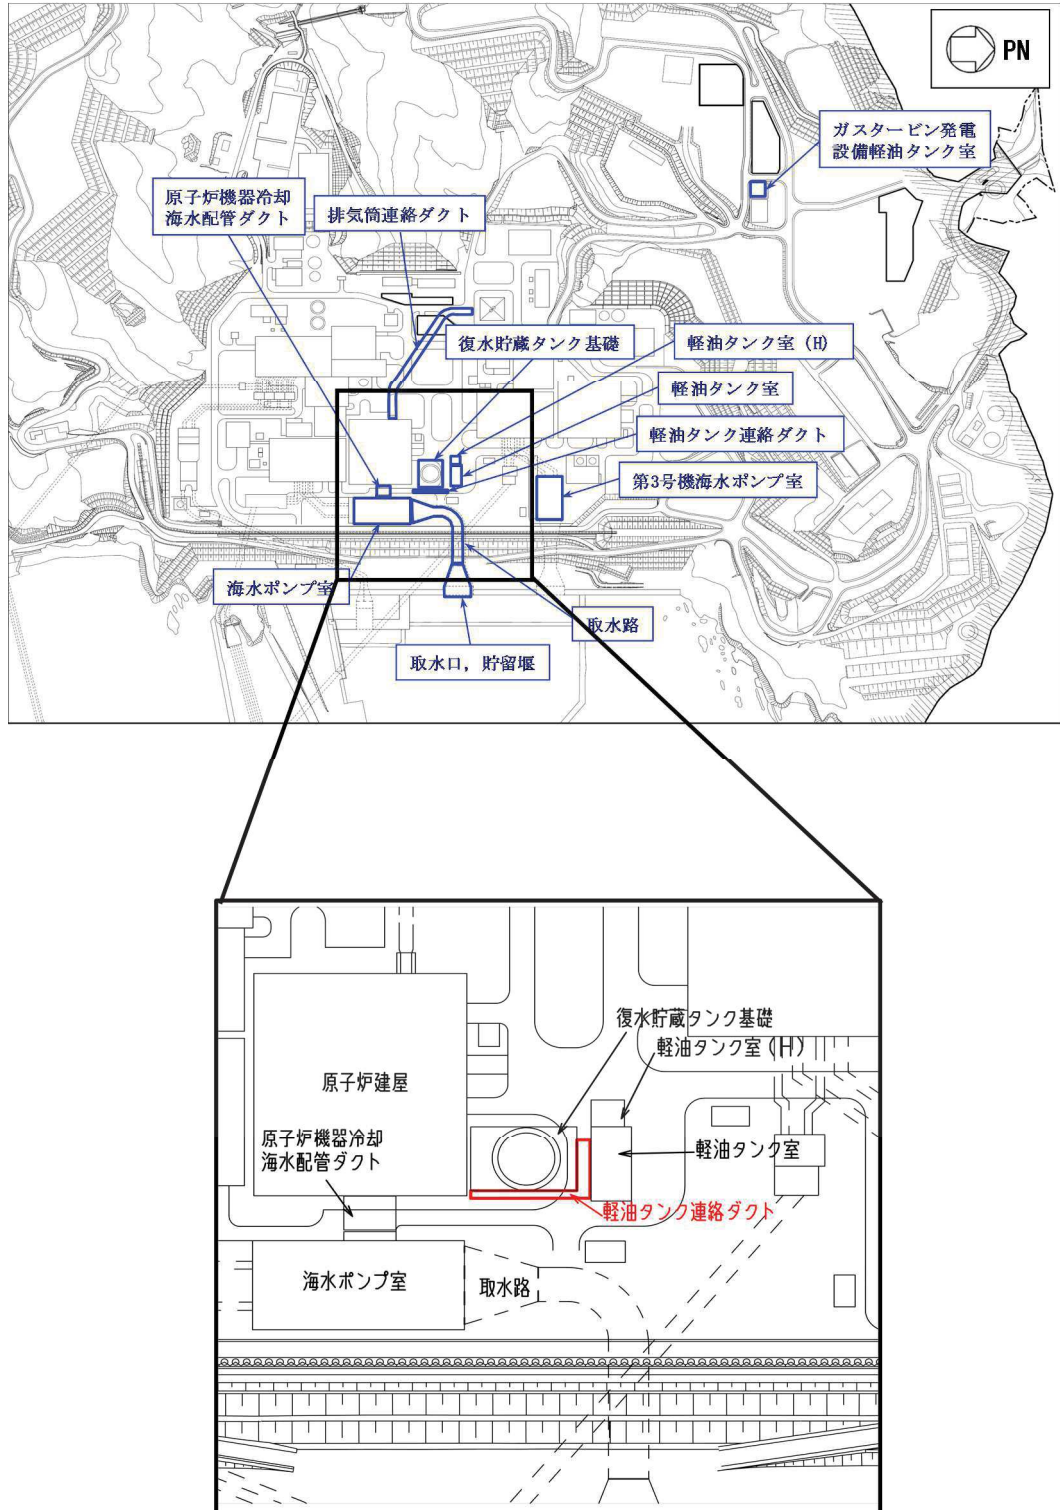 PN
ガスタービン発電
設備軽油タンク室
原子炉機器冷却
海水配管ダクト
排気筒連絡ダクト
復水貯蔵タンク基礎
軽油タンク室（H）
軽油タンク室
軽油タンク連絡ダクト
第3号機海水ポンプ室
海水ポンプ室
取水路
取水口，貯留堰
復水貯蔵タンク基礎
軽油タンク室(H)
原子炉建屋
原子炉機器冷却
海水配管ダクト
軽油タンク室
軽油タンク連絡ダクト
海水ポンプ室
取水路